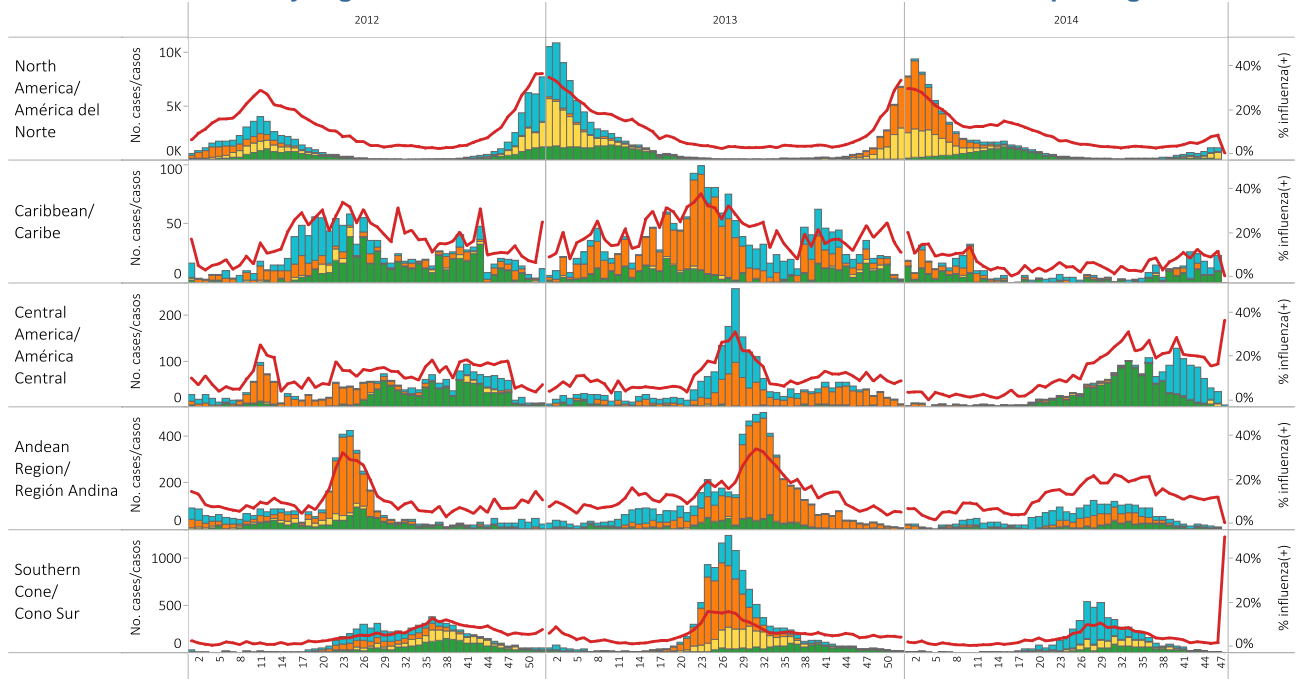 2012 2013 2014
North
America/
América del
Norte
No. cases/casos
10K
5K
0K
40%
20%
0%
% influenza(+)
Caribbean/
Caribe
No. cases/casos
100
50
0
40%
20%
0%
% influenza(+)
Central
America/
América
Central
No. cases/casos
200
100
0
40%
20%
0%
% influenza(+)
Andean
Region/
Región Andina
No. cases/casos
400
200
0
40%
20%
0%
% influenza(+)
Southern
Cone/
Cono Sur
No. cases/casos
1000
500
0
40%
20%
0%
% influenza(+)
2 5 8 11 14 17 20 23 26 29 32 35 38 41 44 47 50 2 5 8 11 14 17 20 23 26 29 32 35 38 41 44 47 50 2 5 8 11 14 17 20 23 26 29 32 35 38 41 44 47